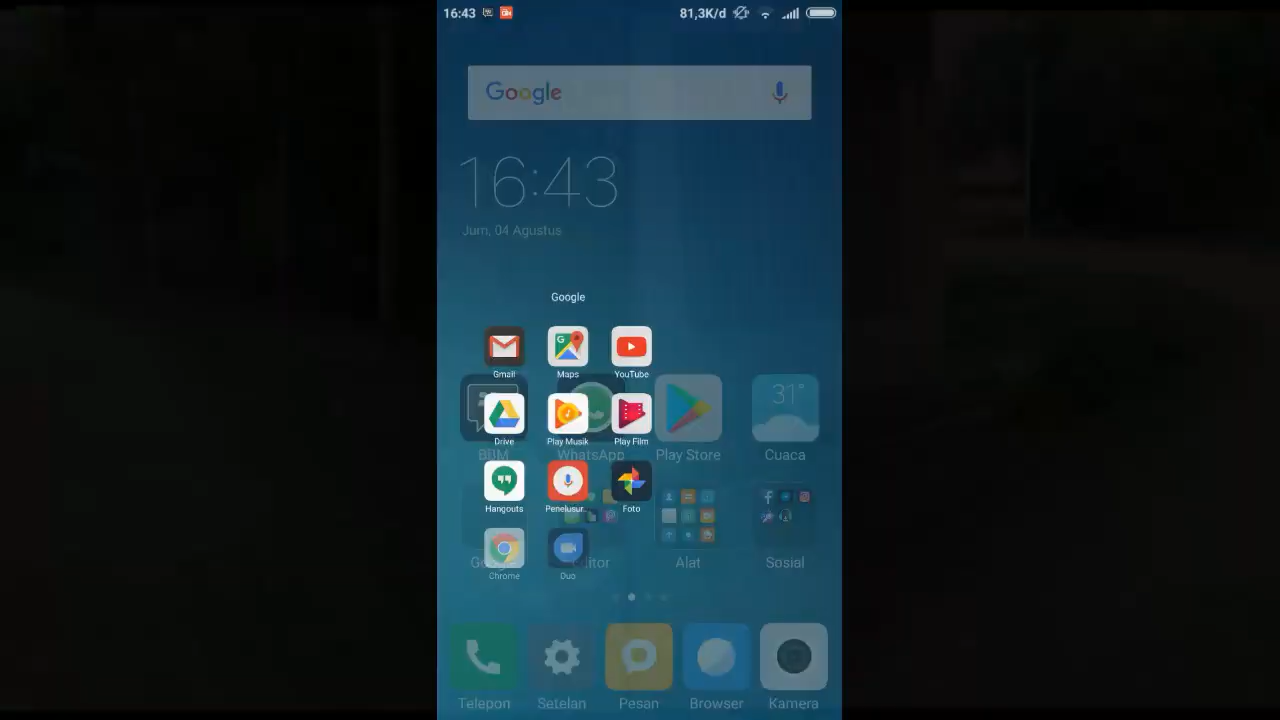 16:43
81,3K/d
Google
16:43
Jum, 04 Agustus
Google
Gmail Maps YouTube
31°
Drive Play Musik Play Film
BBM WhatsApp Play Store Cuaca
Hangouts Penelusur.. Foto
Alat Sosial
Chrome Duo
Telepon Setelan Pesan Browser Kamera